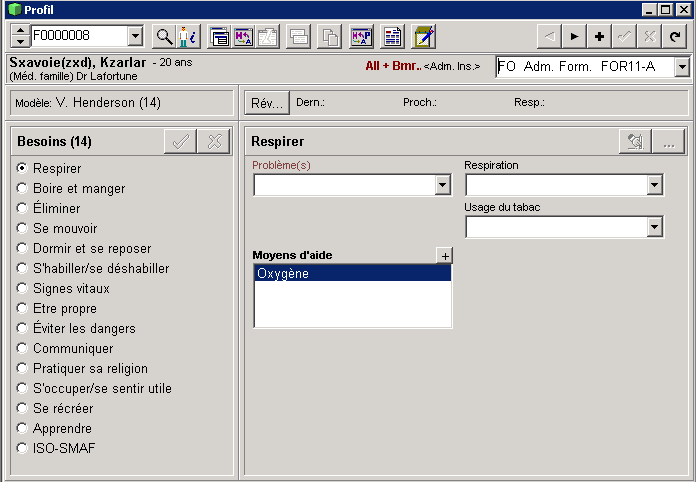 Profil
F0000008
Sxavoie(zxd), Kzarlar - 20 ans
(Méd. famille) Dr Lafortune
All + Bmr.. <Adm. Ins.>
FO Adm. Form. FOR11-A
Modèle: V. Henderson (14)
Rév... Dern.: Proch.: Resp.:
Besoins (14)
Respirer
Boire et manger
Éliminer
Se mouvoir
Dormir et se reposer
S'habiller/se déshabiller
Signes vitaux
Etre propre
Éviter les dangers
Communiquer
Pratiquer sa religion
S'occuper/se sentir utile
Se récréer
Apprendre
ISO-SMAF
Respirer
...
Problème(s)
Respiration
Usage du tabac
Moyens d'aide +
Oxygène